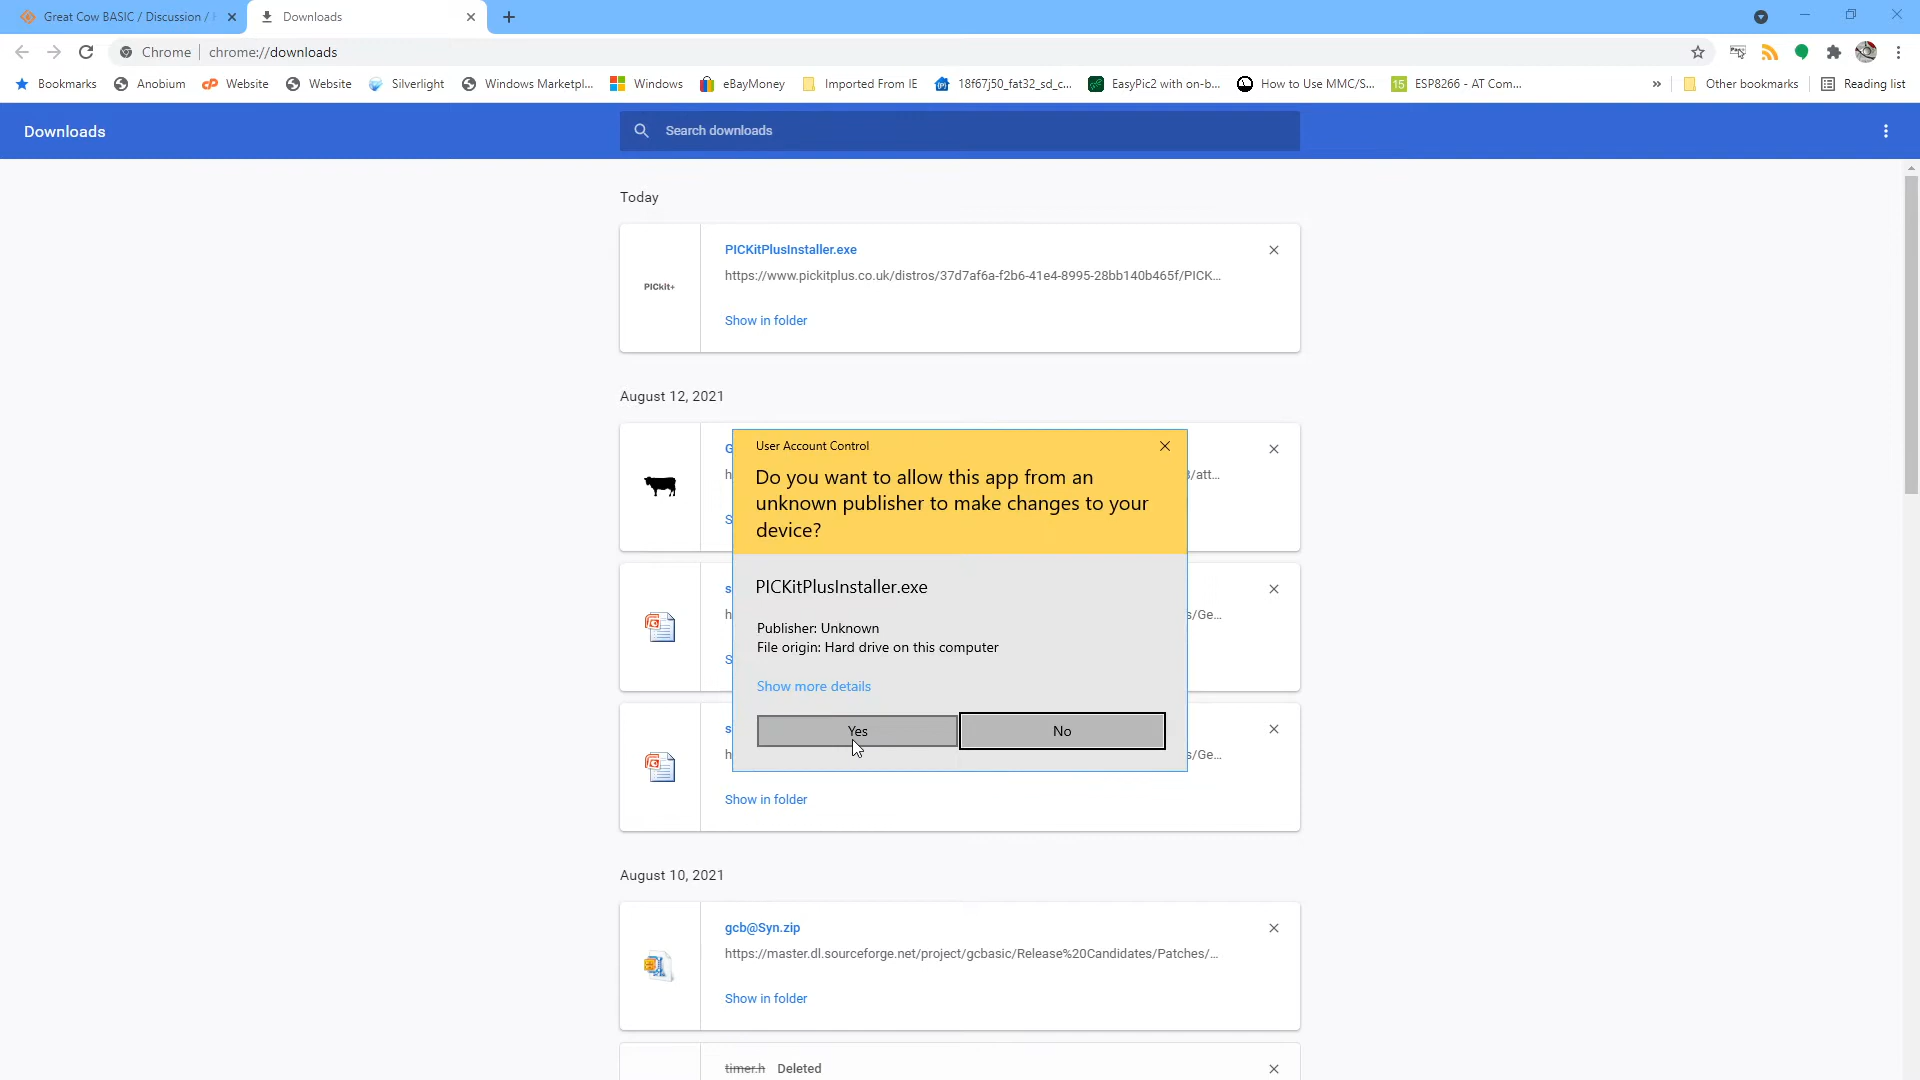 Great Cow BASIC / Discussion /
Downloads
Chrome
chrome://downloads
Bookmarks
Anobium
Website
Website
Silverlight
Windows Marketpl...
Windows
eBayMoney
Imported From IE
18f67j50_fat32_sd_c...
EasyPic2 with on-b...
How to Use MMC/S...
15
ESP8266 - AT Com...
»
Other bookmarks
Reading list
Downloads
Search downloads
Today
PICkit+
PICKitPlusInstaller.exe
https://www.pickitplus.co.uk/distros/37d7af6a-f2b6-41e4-8995-28bb140b465f/PICK...
Show in folder
August 12, 2021
G
h
/att...
S
User Account Control
Do you want to allow this app from an
unknown publisher to make changes to your
device?
PICKitPlusInstaller.exe
Publisher: Unknown
File origin: Hard drive on this computer
Show more details
Yes
No
s
h
s/Ge...
S
s
h
s/Ge...
Show in folder
August 10, 2021
gcb@Syn.zip
https://master.dl.sourceforge.net/project/gcbasic/Release%20Candidates/Patches/...
Show in folder
timer.h Deleted